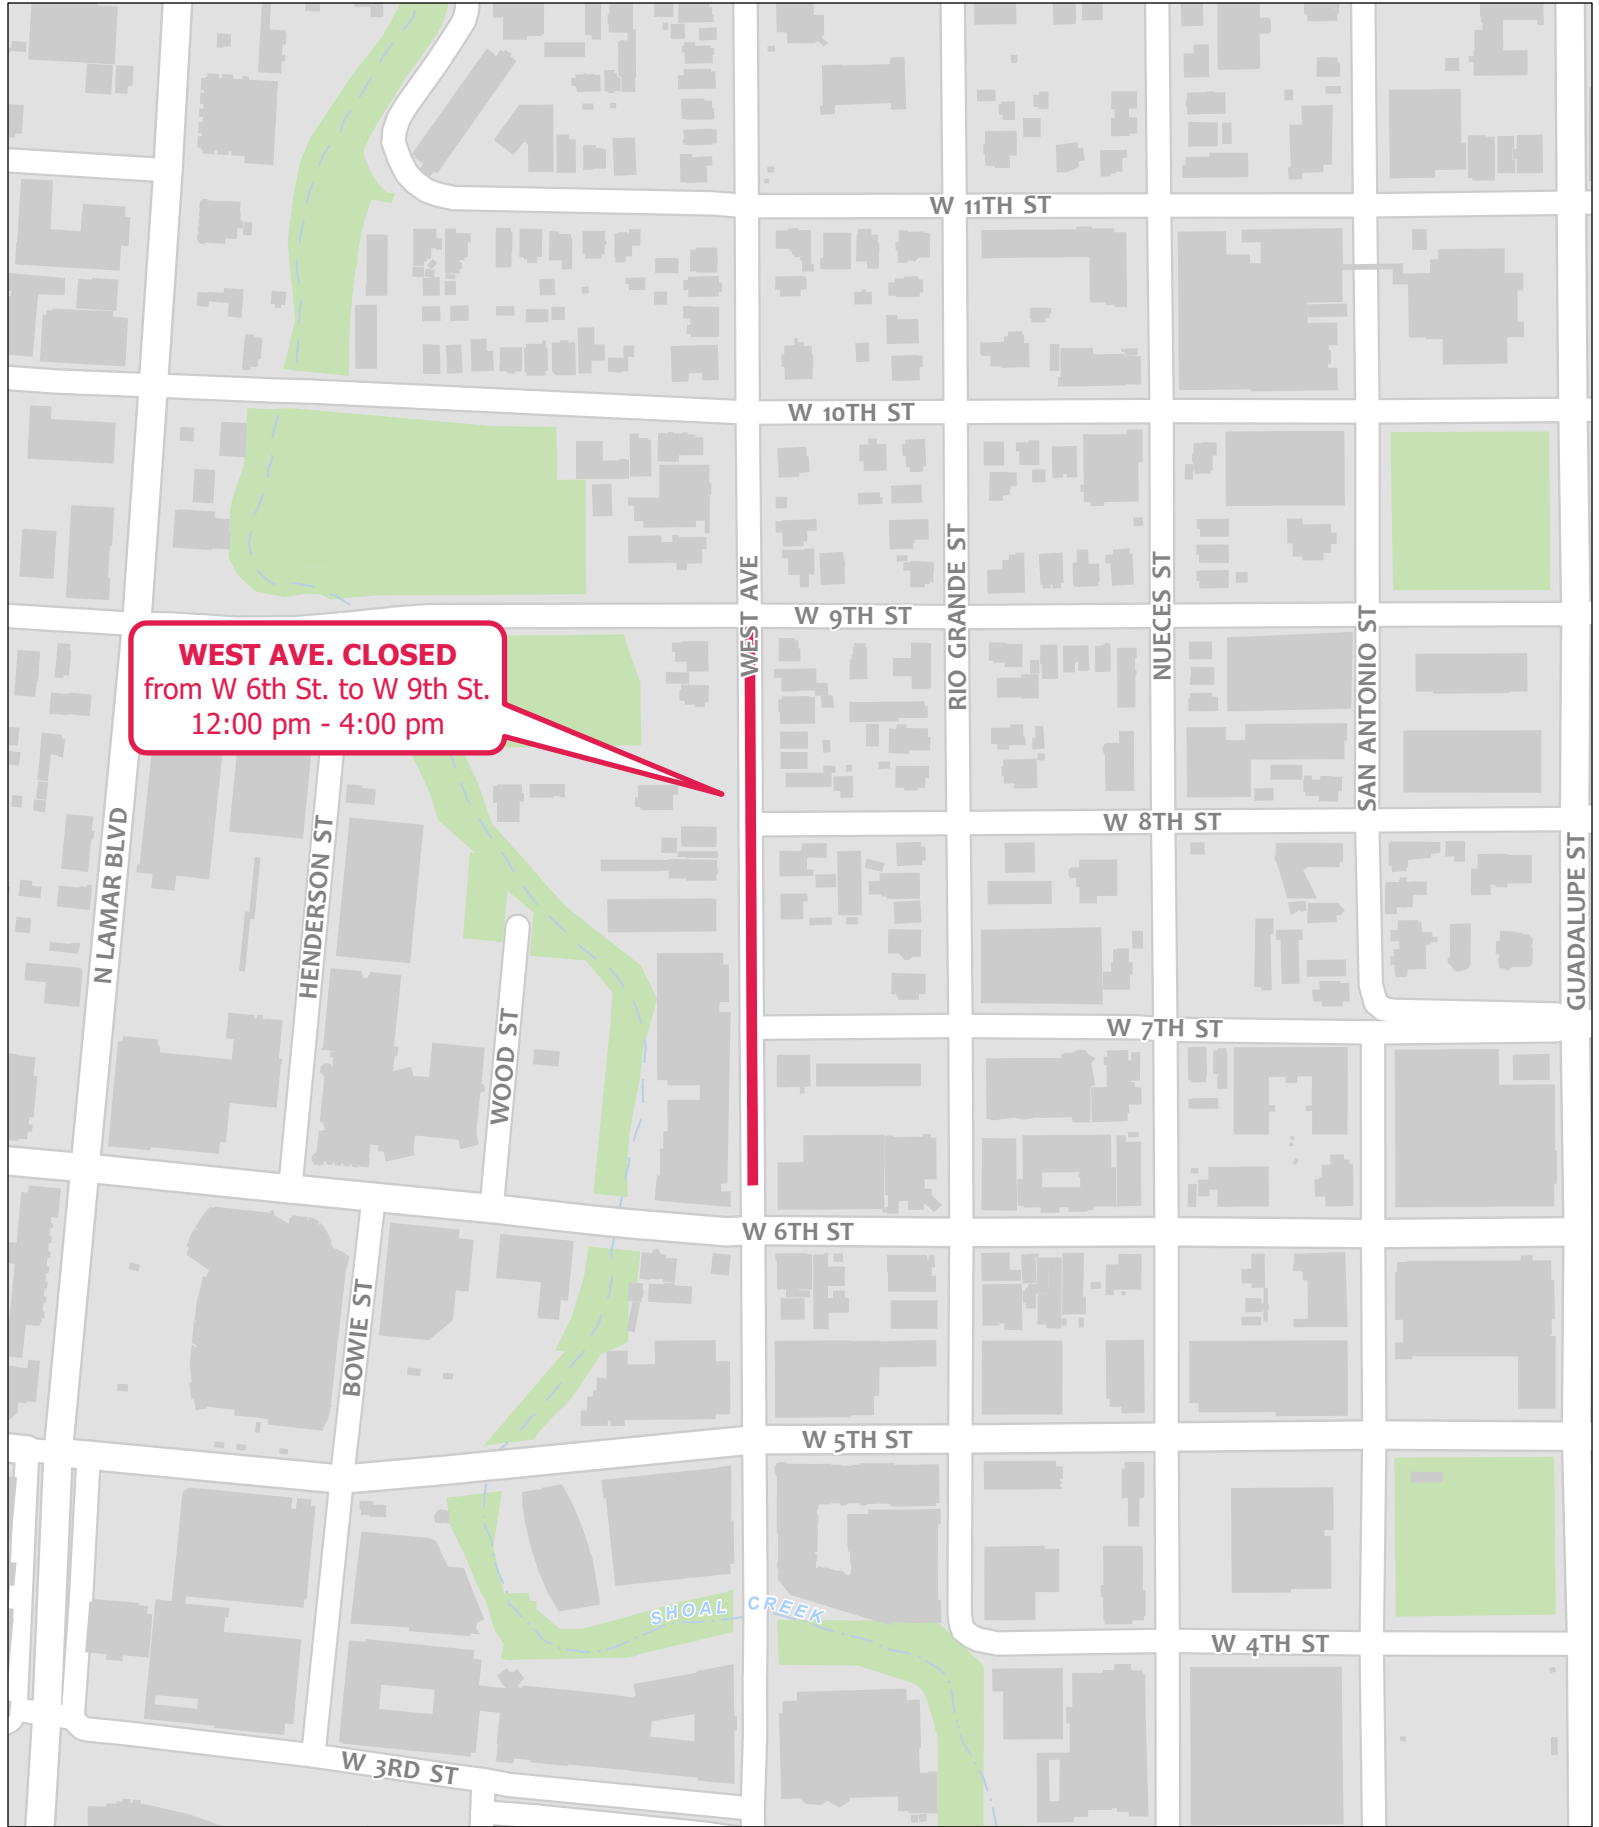 W 11TH ST
W 10TH ST
WEST AVE
RIO GRANDE ST
NUECES ST
W 9TH ST
SAN ANTONIO ST
WEST AVE. CLOSED
from W 6th St. to W 9th St.
12:00 pm - 4:00 pm
N LAMAR BLVD
HENDERSON ST
W 8TH ST
GUADALUPE ST
WOOD ST
W 7TH ST
W 6TH ST
BOWIE ST
W 5TH ST
SHOAL CREEK
W 4TH ST
W 3RD ST